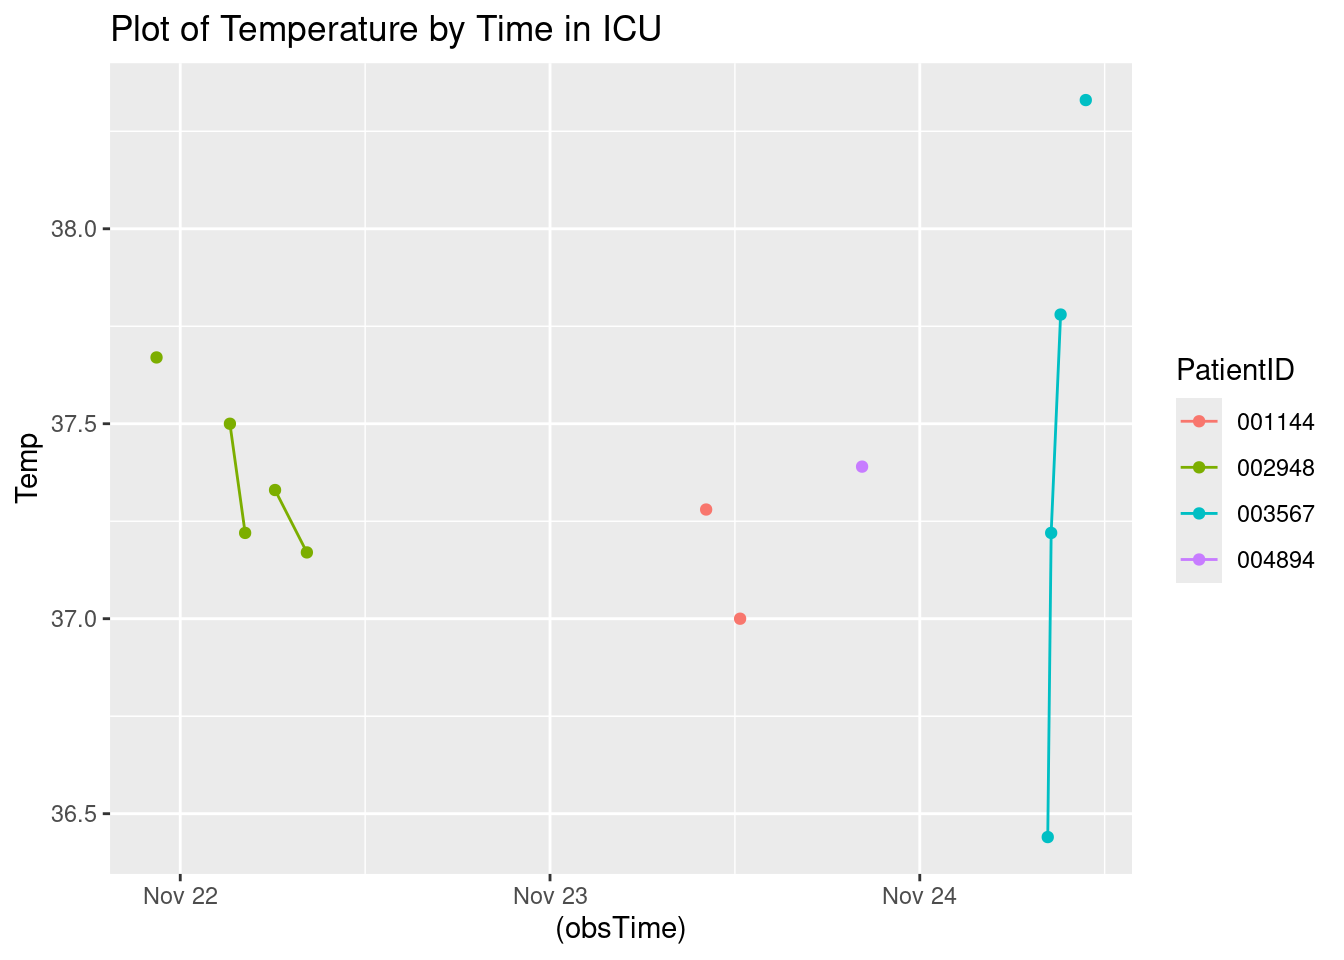 Plot of Temperature by Time in ICU
38.0
37.5
37.0
36.5
Temp
Nov 22
Nov 23
Nov 24
(obsTime)
PatientID
001144
002948
003567
004894